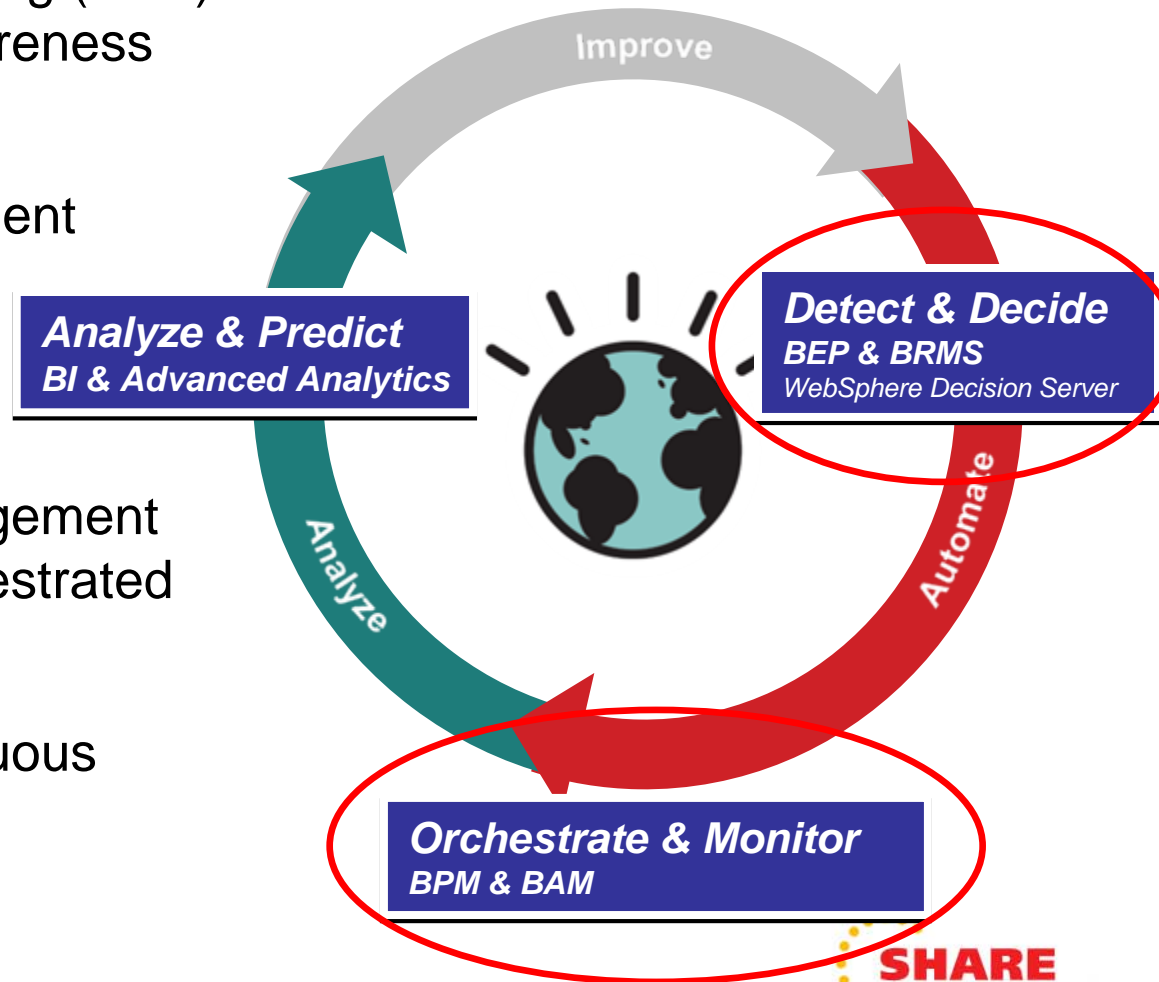 reness
ent
gement
estrated
uous
Improve
Analyze & Predict
BI & Advanced Analytics
Detect & Decide
BEP & BRMS
WebSphere Decision Server
Analyze
Automate
Orchestrate & Monitor
BPM & BAM
SHARE